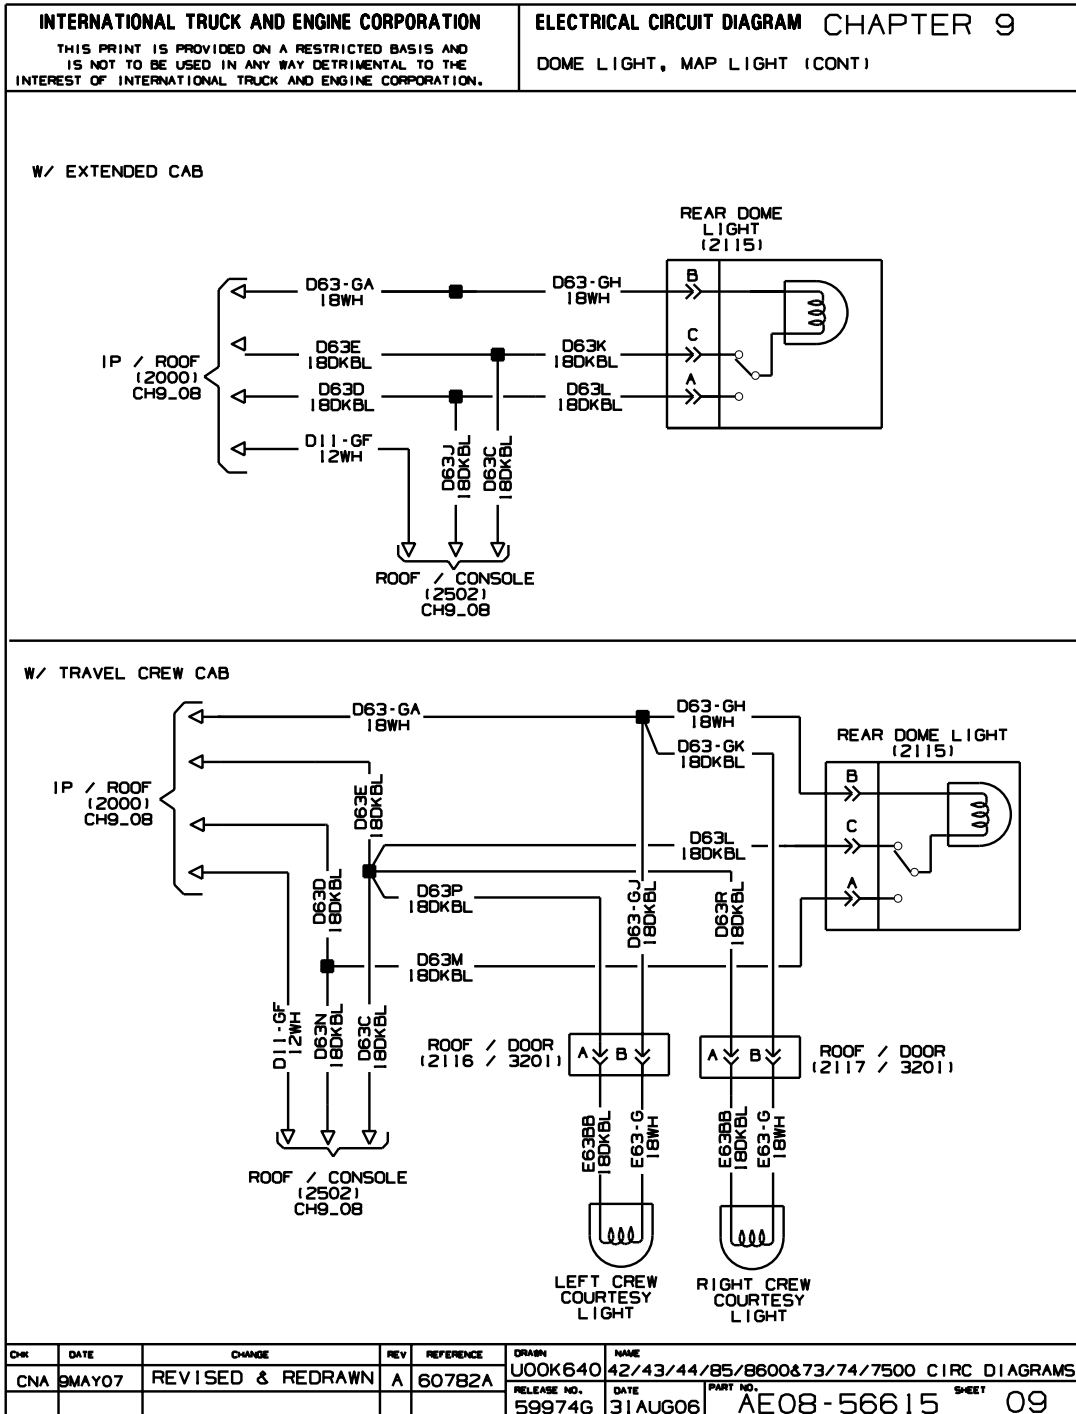 INTERNATIONAL TRUCK AND ENGINE CORPORATION
THIS PRINT IS PROVIDED ON A RESTRICTED BASIS AND
IS NOT TO BE USED IN ANY WAY DETRIMENTAL TO THE
INTEREST OF INTERNATIONAL TRUCK AND ENGINE CORPORATION.
ELECTRICAL CIRCUIT DIAGRAM CHAPTER 9
DOME LIGHT, MAP LIGHT (CONT)
W/ EXTENDED CAB
REAR DOME
LIGHT
(2115)
D63-GA
18WH
D63-GH
18WH
B
D63E
18DKBL
D63K
18DKBL
C
IP / ROOF
(2000)
CH9_08
D63D
18DKBL
D63L
18DKBL
A
D11-GF
12WH
D63J
18DKBL
D63C
18DKBL
ROOF / CONSOLE
(2502)
CH9_08
W/ TRAVEL CREW CAB
D63-GA
18WH
D63-GH
18WH
D63-GK
18DKBL
REAR DOME LIGHT
(2115)
B
C
A
IP / ROOF
(2000)
CH9_08
D63E
18DKBL
D63L
18DKBL
D63D
18DKBL
D63P
18DKBL
D63-GJ
18DKBL
D63R
18DKBL
D63M
18DKBL
D11-GF
12WH
D63N
18DKBL
D63C
18DKBL
ROOF / DOOR
(2116 / 3201)
A B
A B
ROOF / DOOR
(2117 / 3201)
E63BB
18DKBL
E63-G
18WH
E63BB
18DKBL
E63-G
18WH
ROOF / CONSOLE
(2502)
CH9_08
LEFT CREW
COURTESY
LIGHT
RIGHT CREW
COURTESY
LIGHT
CHK DATE CHANGE REV REFERENCE DRAWN NAME
CNA 9MAY07 REVISED & REDRAWN A 60782A U00K640 42/43/44/85/8600&73/74/7500 CIRC DIAGRAMS
RELEASE NO. DATE PART NO. SHEET
59974G 31AUG06 AE08-56615 09